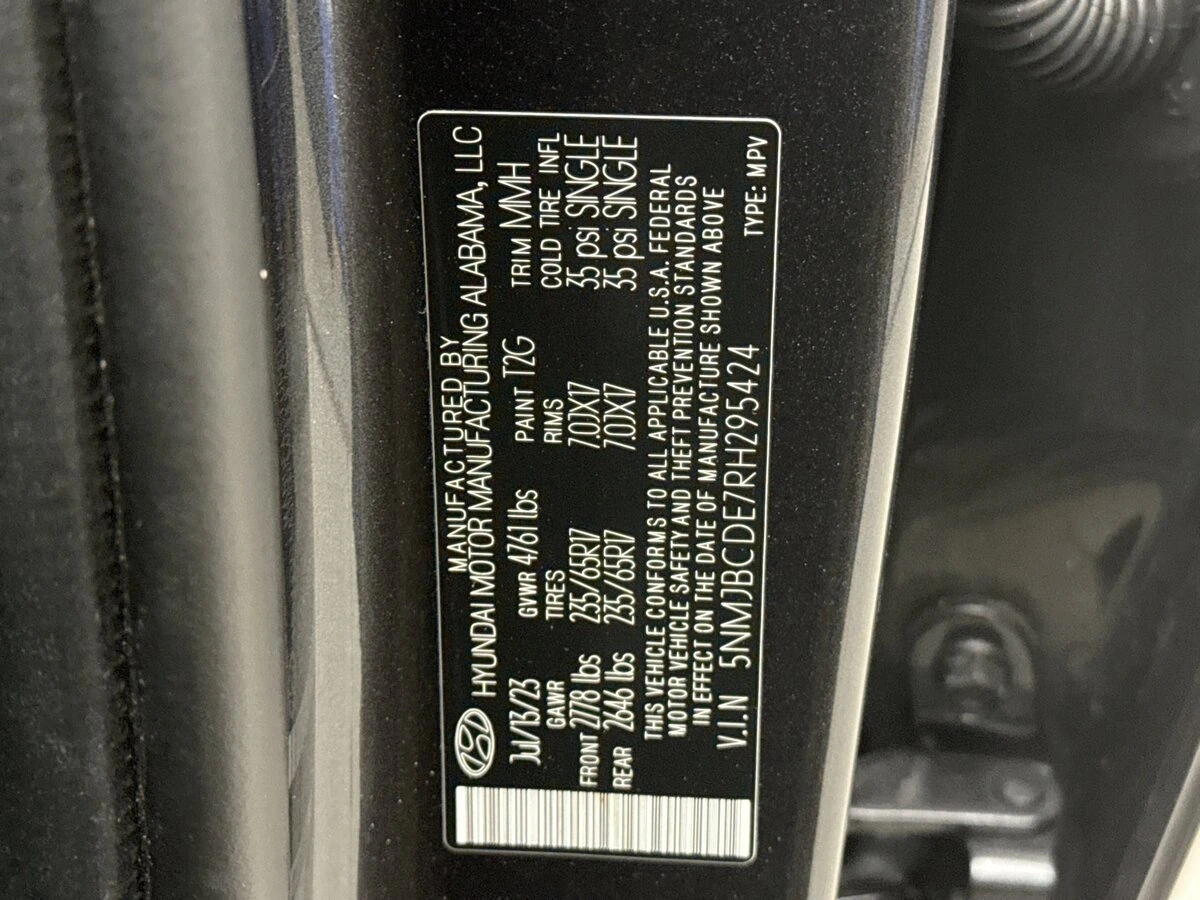 MANUFACTURED BY
HYUNDAI MOTOR MANUFACTURING ALABAMA, LLC
Jul/13/23 GVWR 4761 lbs PAINT T2G TRIM MMH
GAWR TIRES RIMS COLD TIRE INFL
FRONT 2778 lbs 235/65R17 7.0JX17 35 psi SINGLE
REAR 2646 lbs 235/65R17 7.0JX17 35 psi SINGLE
THIS VEHICLE CONFORMS TO ALL APPLICABLE U.S.A. FEDERAL
MOTOR VEHICLE SAFETY AND THEFT PREVENTION STANDARDS
IN EFFECT ON THE DATE OF MANUFACTURE SHOWN ABOVE
V.I.N 5NMJBCDE7RH295424 TYPE: MPV